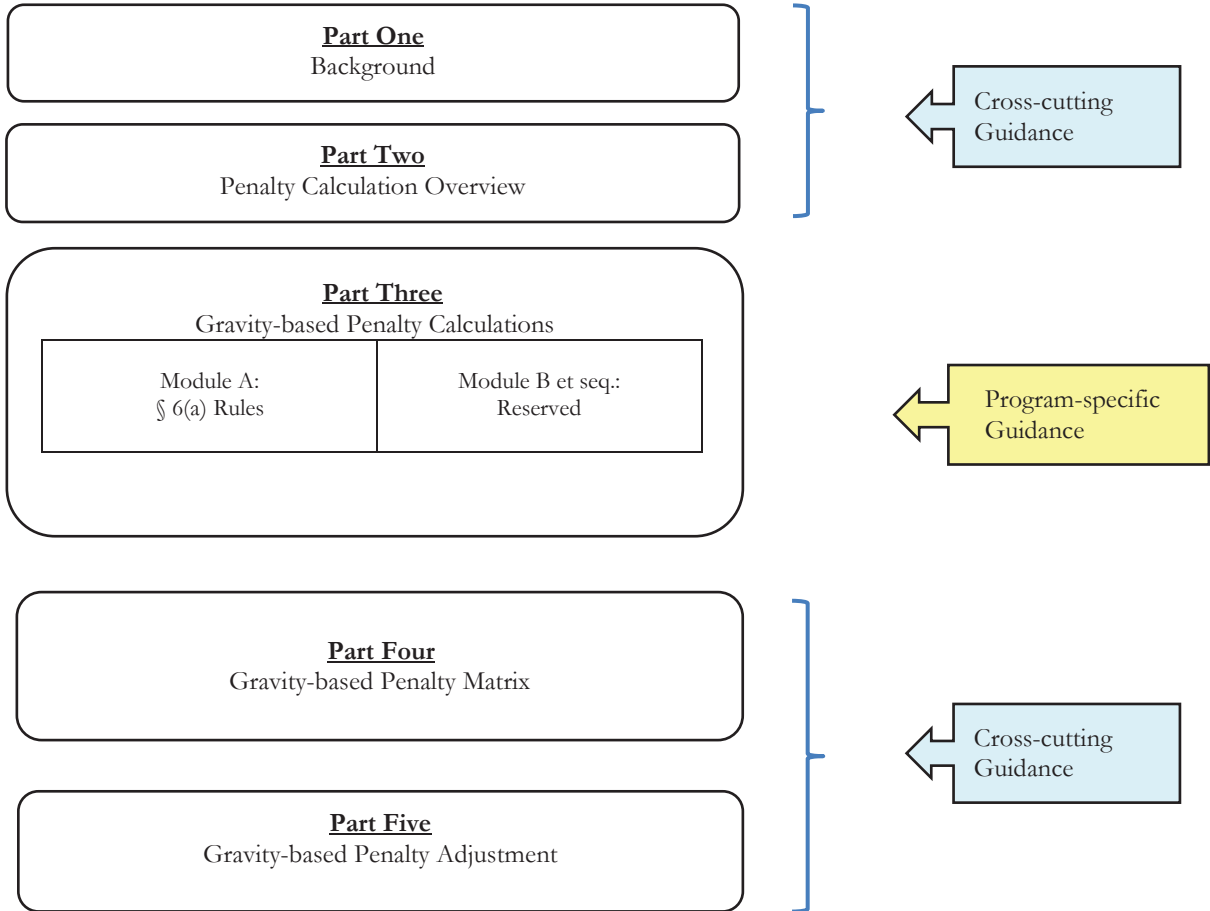 Part One
Background
Cross-cutting
Guidance
Part Two
Penalty Calculation Overview
Part Three
Gravity-based Penalty Calculations
Module A:
§ 6(a) Rules
Module B et seq.:
Reserved
Program-specific
Guidance
Part Four
Gravity-based Penalty Matrix
Cross-cutting
Guidance
Part Five
Gravity-based Penalty Adjustment